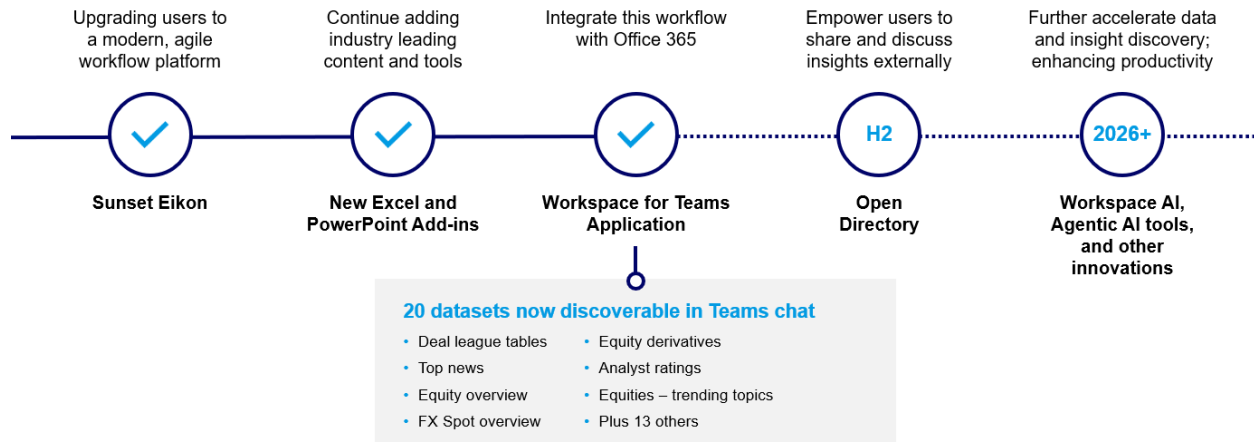 Upgrading users to
a modern, agile
workflow platform
Continue adding
industry leading
content and tools
Integrate this workflow
with Office 365
Empower users to
share and discuss
insights externally
Further accelerate data
and insight discovery;
enhancing productivity
H2
2026+
Sunset Eikon
New Excel and
PowerPoint Add-ins
Workspace for Teams
Application
Open
Directory
Workspace AI,
Agentic AI tools,
and other
innovations
20 datasets now discoverable in Teams chat
• Deal league tables
• Top news
• Equity overview
• FX Spot overview
• Equity derivatives
• Analyst ratings
• Equities – trending topics
• Plus 13 others